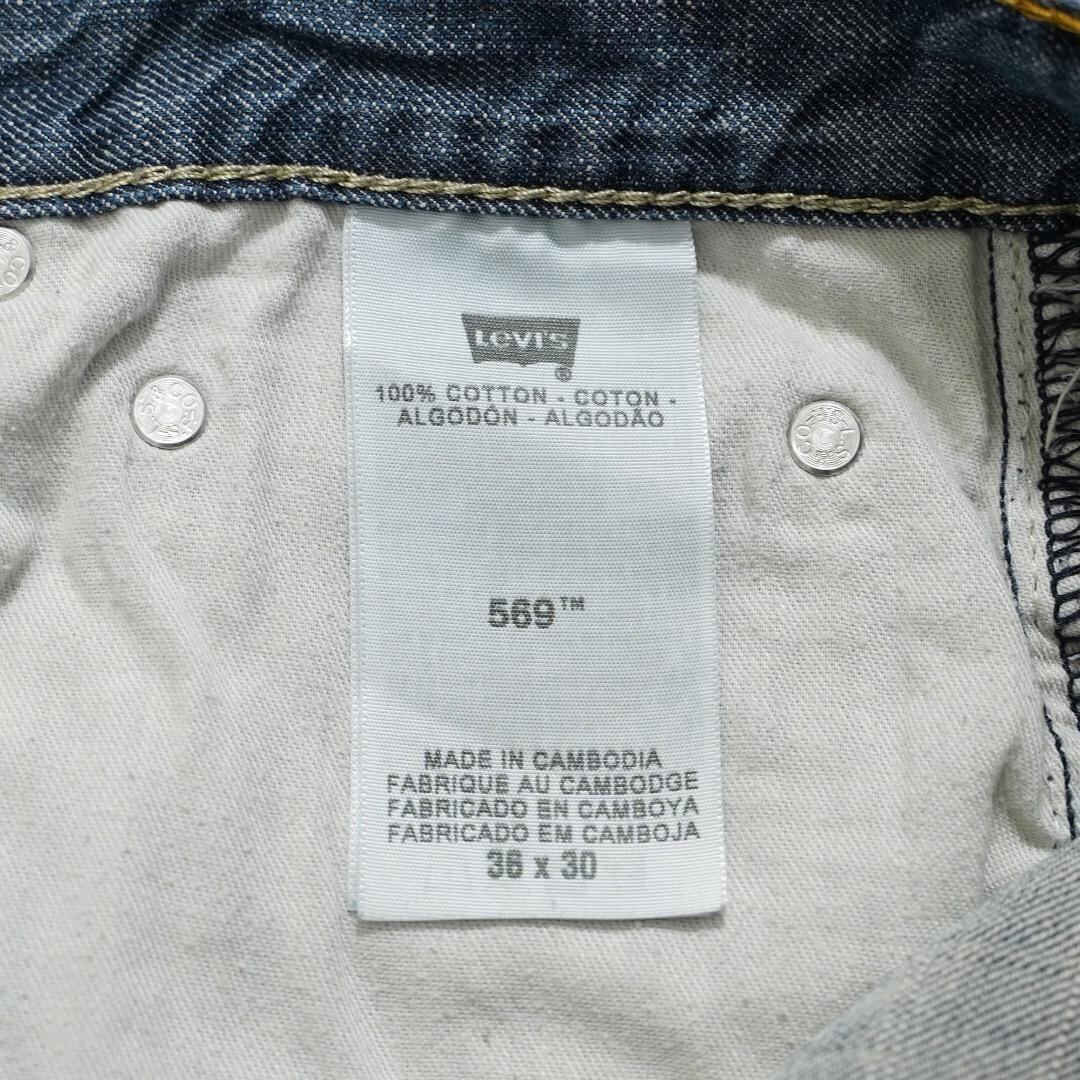 Levi's®
100% COTTON - COTON -
ALGODÓN - ALGODÃO
569™
MADE IN CAMBODIA
FABRIQUE AU CAMBODGE
FABRICADO EN CAMBOYA
FABRICADO EM CAMBOJA
36 x 30